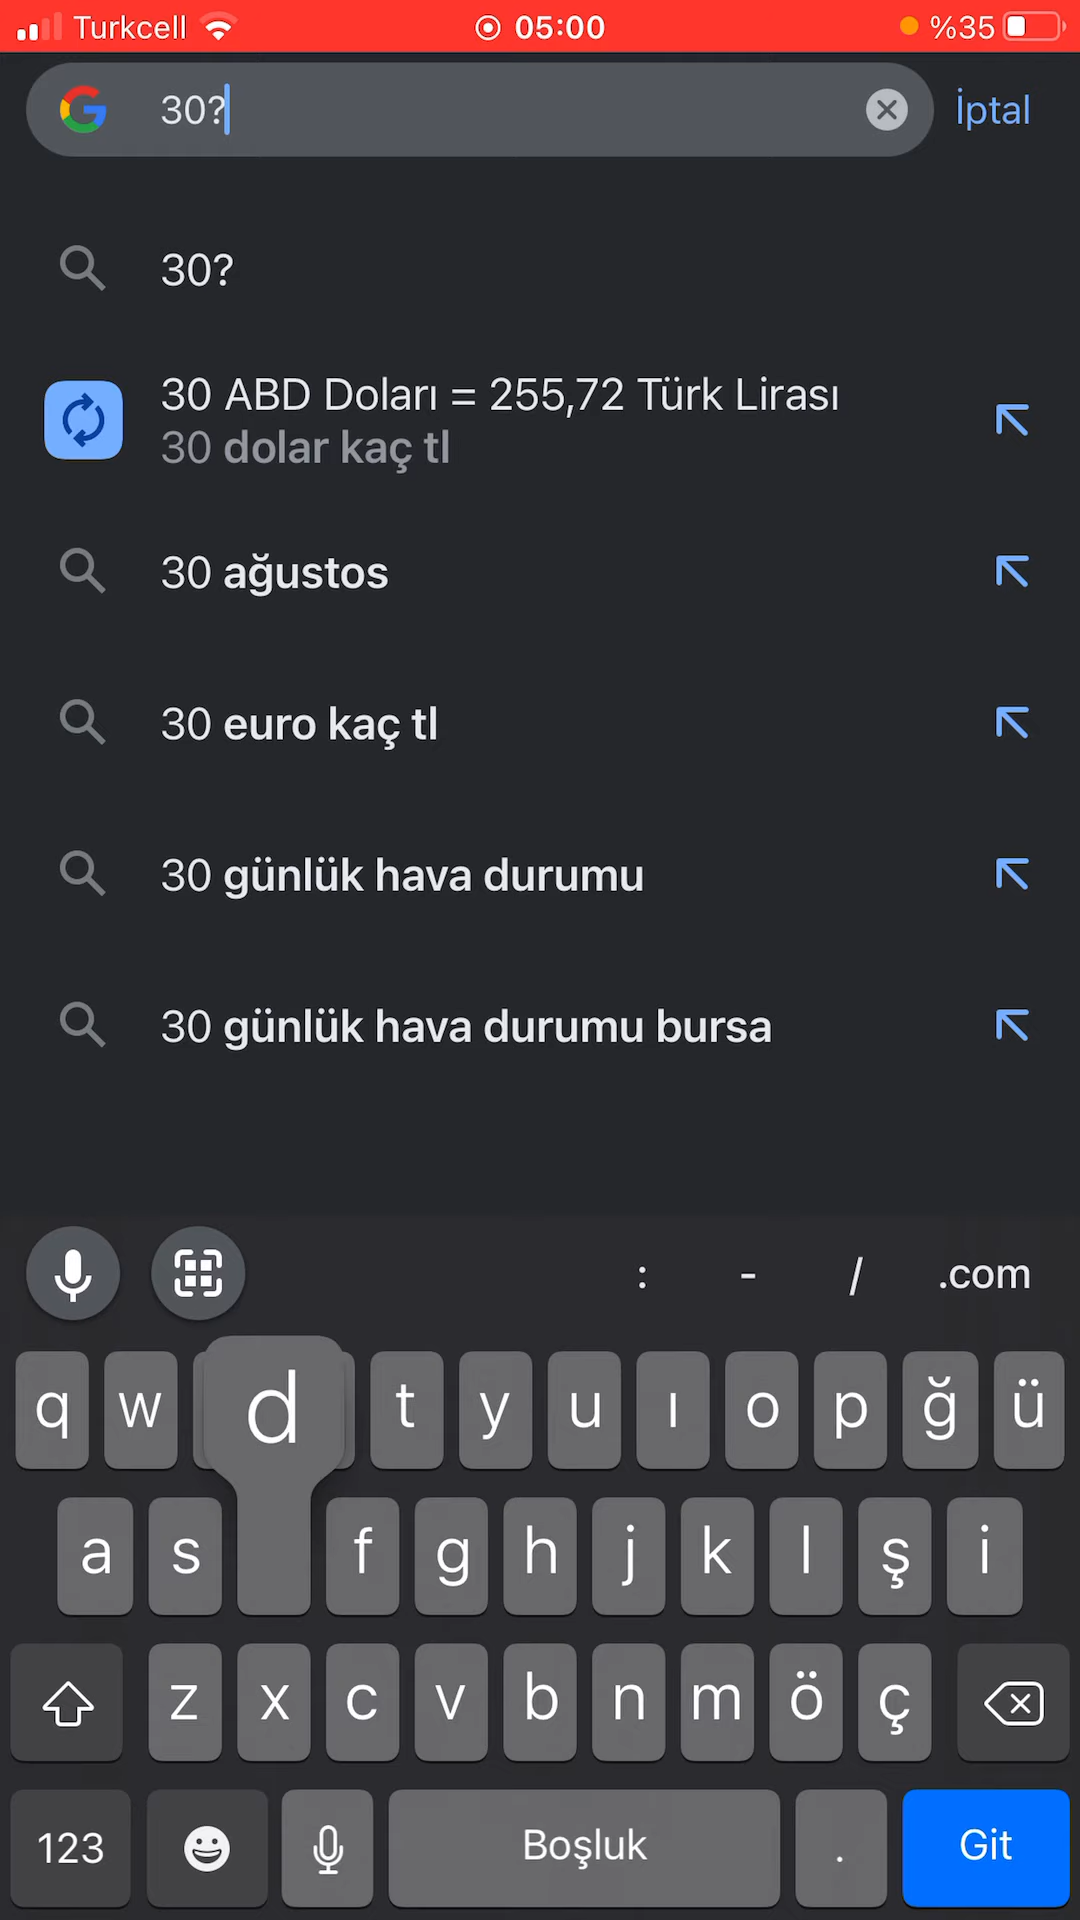 Turkcell 05:00 %35
30? İptal
30?
30 ABD Doları = 255,72 Türk Lirası
30 dolar kaç tl
30 ağustos
30 euro kaç tl
30 günlük hava durumu
30 günlük hava durumu bursa
: - / .com
q w d t y u ı o p ğ ü
a s f g h j k l ş i
z x c v b n m ö ç
123 Boşluk . Git